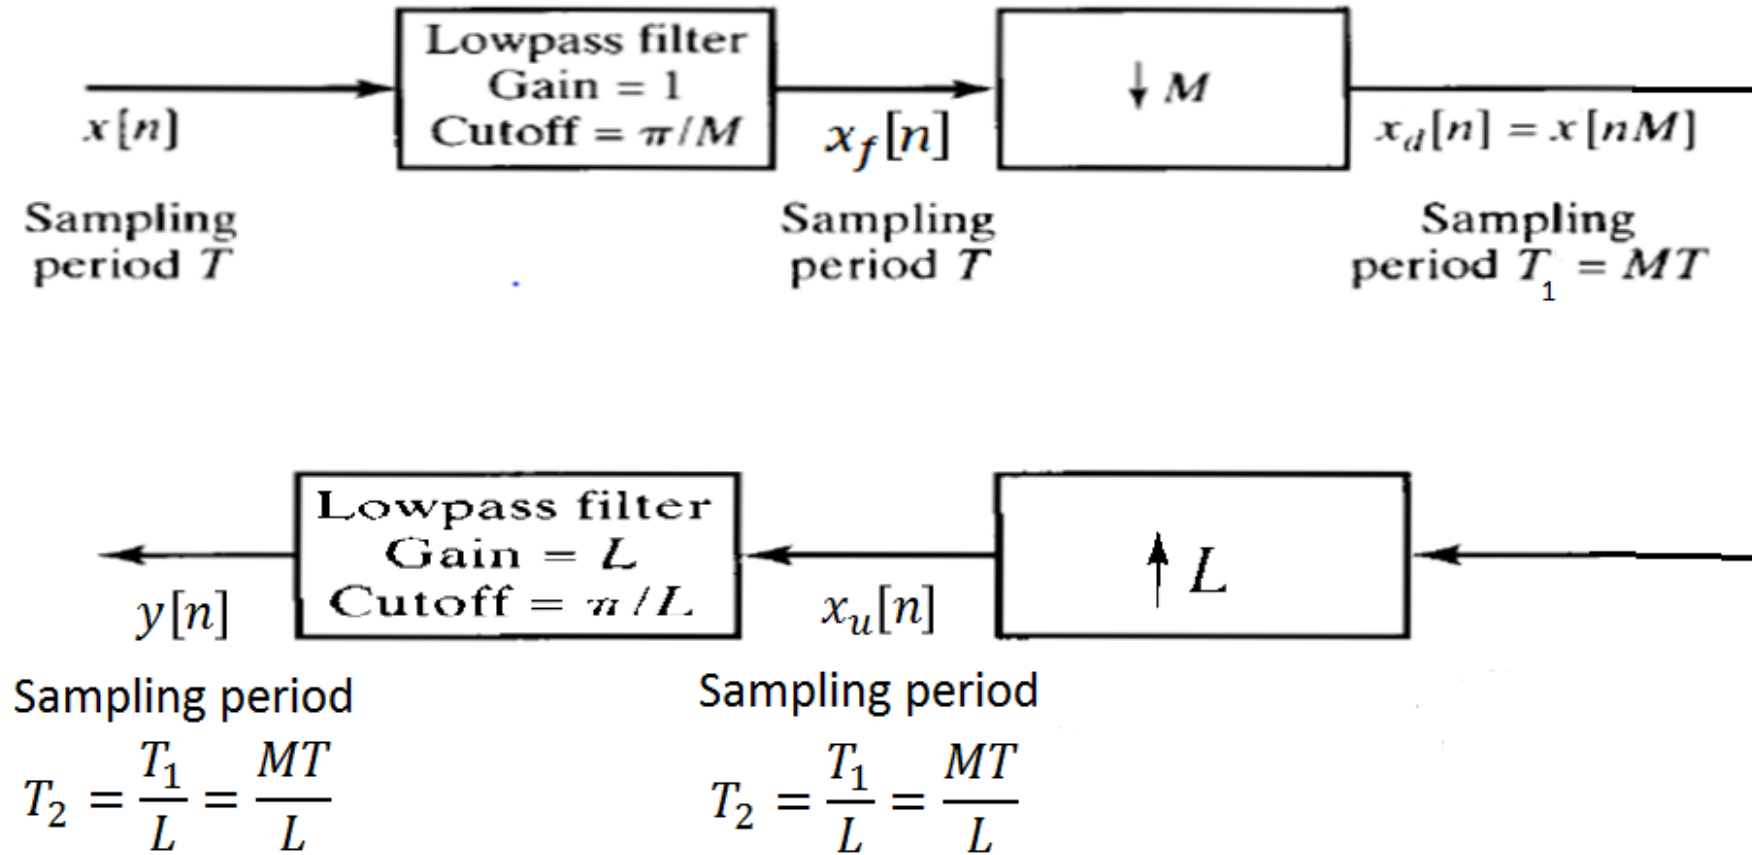 Lowpass filter
Gain = 1
Cutoff = π/M
↓ M
x[n]
x_f[n]
x_d[n] = x[nM]
Sampling
period T
Sampling
period T
Sampling
period T_1 = MT
Lowpass filter
Gain = L
Cutoff = π/L
↑ L
y[n]
x_u[n]
Sampling period
T_2 = T_1/L = MT/L
Sampling period
T_2 = T_1/L = MT/L